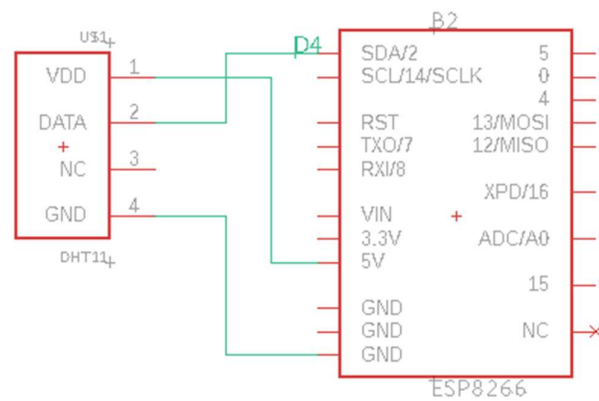 U$1
VDD 1
DATA 2
NC 3
GND 4
DHT11
D4
B2
SDA/2 5
SCL/14/SCLK 0
4
RST 13/MOSI
TXO/7 12/MISO
RXI/8
XPD/16
VIN
3.3V ADC/A0
5V
15
GND
GND NC
GND
ESP8266